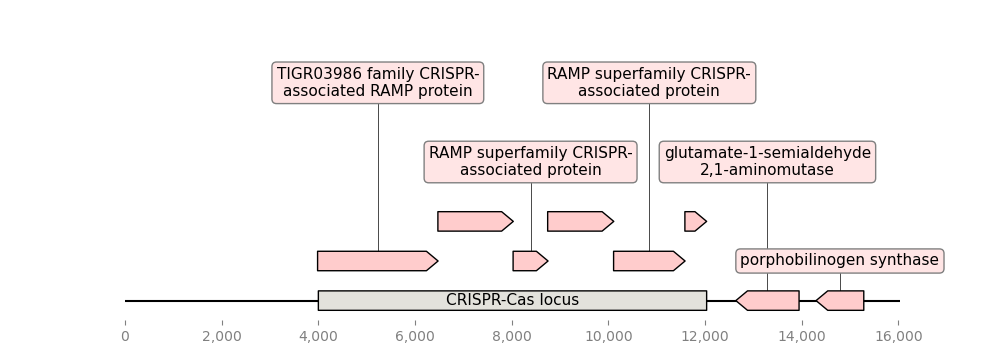 TIGR03986 family CRISPR-
associated RAMP protein
RAMP superfamily CRISPR-
associated protein
RAMP superfamily CRISPR-
associated protein
glutamate-1-semialdehyde
2,1-aminomutase
porphobilinogen synthase
CRISPR-Cas locus
0 2,000 4,000 6,000 8,000 10,000 12,000 14,000 16,000